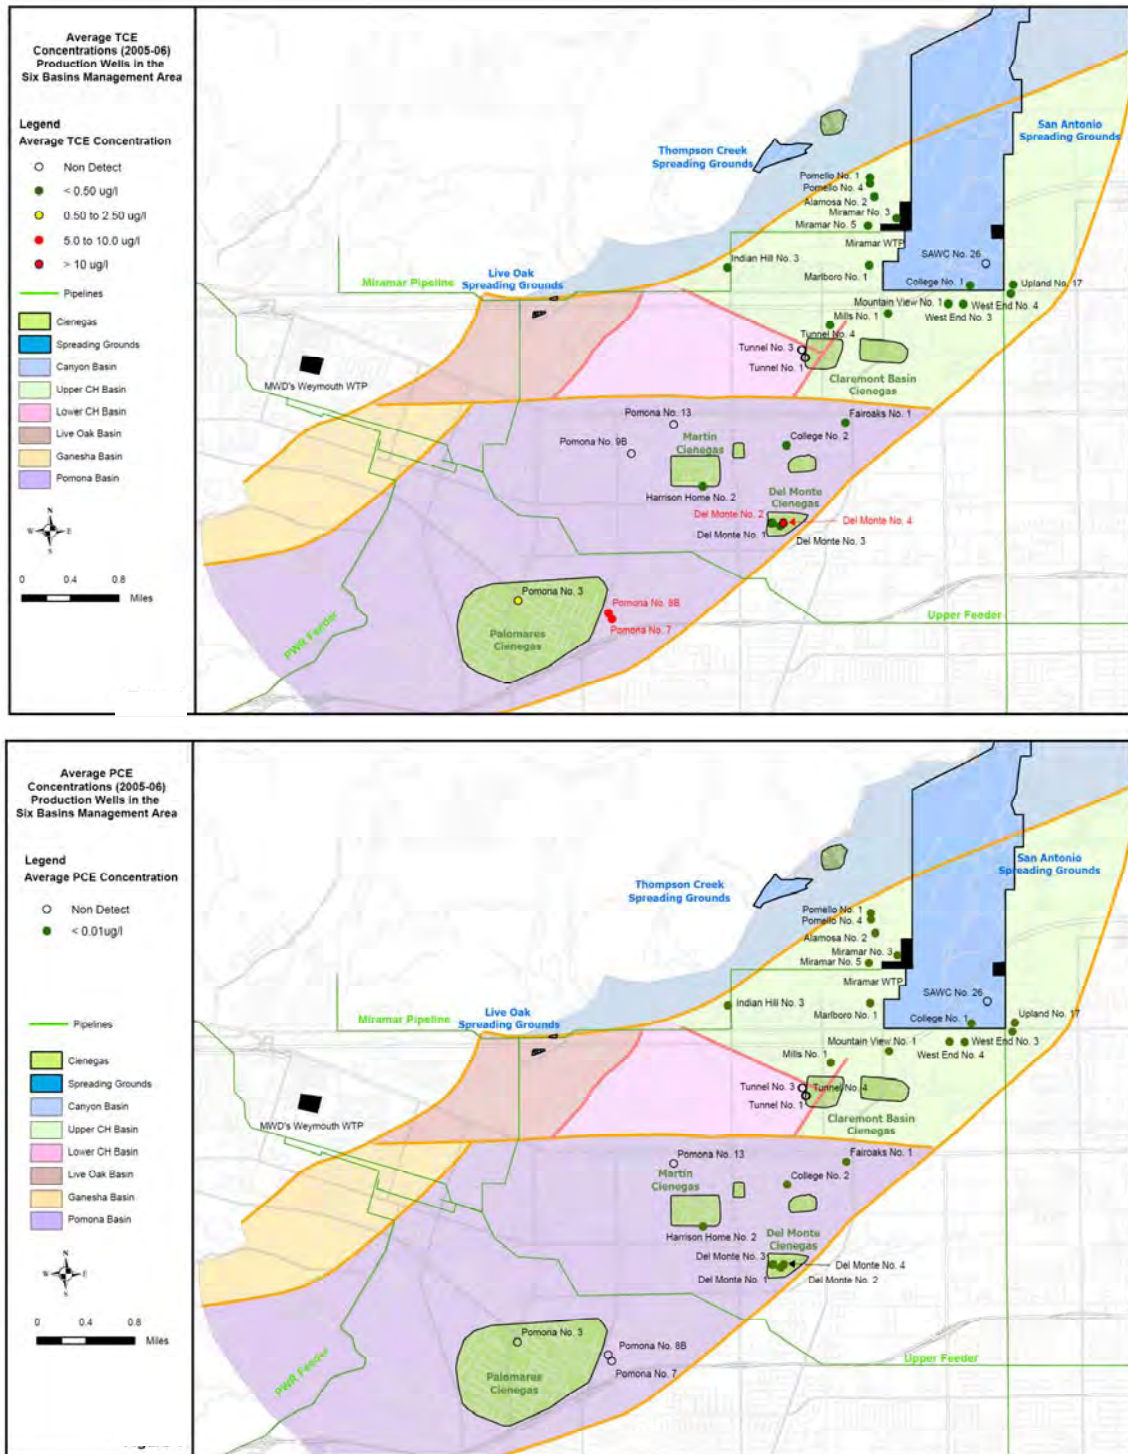 Average TCE
Concentrations (2005-06)
Production Wells in the
Six Basins Management Area
Legend
Average TCE Concentration
Non Detect
< 0.50 ug/l
0.50 to 2.50 ug/l
5.0 to 10.0 ug/l
> 10 ug/l
Pipelines
Cienegas
Spreading Grounds
Canyon Basin
Upper CH Basin
Lower CH Basin
Live Oak Basin
Ganesha Basin
Pomona Basin
N
W E
S
0 0.4 0.8
Miles
San Antonio
Spreading Grounds
Thompson Creek
Spreading Grounds
Pomello No. 1
Pomello No. 4
Alamosa No. 2
Miramar No. 3
Miramar No. 5
Miramar WTP
SAWC No. 26
Indian Hill No. 3
Marlboro No. 1
College No. 1
Upland No. 17
Live Oak
Spreading Grounds
Miramar Pipeline
Mountain View No. 1
West End No. 4
West End No. 3
Mills No. 1
Tunnel No. 4
Tunnel No. 3
Tunnel No. 1
MWD's Weymouth WTP
Claremont Basin
Cienegas
Pomona No. 13
Fairoaks No. 1
Martin
Cienegas
College No. 2
Pomona No. 9B
Harrison Home No. 2
Del Monte
Cienegas
Del Monte No. 2
Del Monte No. 4
Del Monte No. 1
Del Monte No. 3
Pomona No. 3
Pomona No. 8B
Pomona No. 7
Palomares
Cienegas
PWR Feeder
Upper Feeder
Average PCE
Concentrations (2005-06)
Production Wells in the
Six Basins Management Area
Legend
Average PCE Concentration
Non Detect
< 0.01ug/l
Pipelines
Cienegas
Spreading Grounds
Canyon Basin
Upper CH Basin
Lower CH Basin
Live Oak Basin
Ganesha Basin
Pomona Basin
N
W E
S
0 0.4 0.8
Miles
San Antonio
Spreading Grounds
Thompson Creek
Spreading Grounds
Pomello No. 1
Pomello No. 4
Alamosa No. 2
Miramar No. 3
Miramar No. 5
Miramar WTP
SAWC No. 26
Indian Hill No. 3
Marlboro No. 1
College No. 1
Upland No. 17
Live Oak
Spreading Grounds
Miramar Pipeline
Mountain View No. 1
West End No. 3
West End No. 4
Mills No. 1
Tunnel No. 3
Tunnel No. 4
Tunnel No. 1
MWD's Weymouth WTP
Claremont Basin
Cienegas
Pomona No. 13
Fairoaks No. 1
Martin
Cienegas
College No. 2
Harrison Home No. 2
Del Monte
Cienegas
Del Monte No. 3
Del Monte No. 4
Del Monte No. 1
Del Monte No. 2
Pomona No. 3
Pomona No. 8B
Pomona No. 7
Palomares
Cienegas
PWR Feeder
Upper Feeder